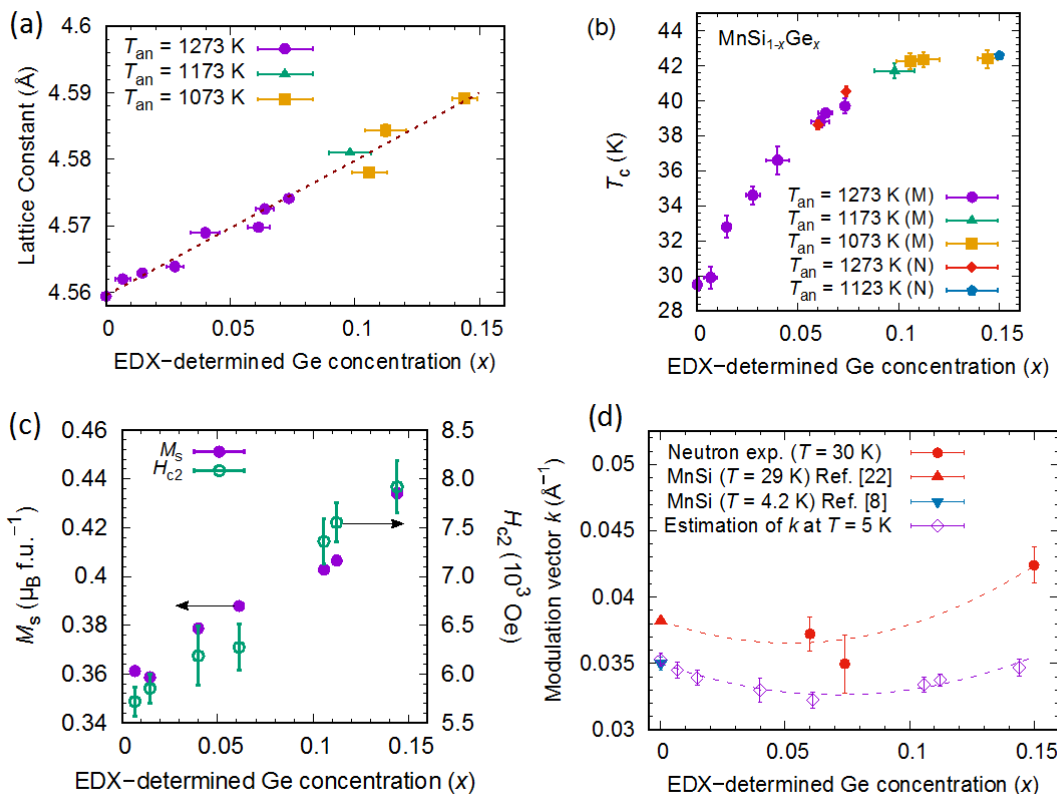 (a)
4.6
4.59
4.58
4.57
4.56
Lattice Constant (Å)
Tan = 1273 K
Tan = 1173 K
Tan = 1073 K
0 0.05 0.1 0.15
EDX−determined Ge concentration (x)
(b)
MnSi1-xGex
44
42
40
38
36
34
32
30
28
Tc (K)
Tan = 1273 K (M)
Tan = 1173 K (M)
Tan = 1073 K (M)
Tan = 1273 K (N)
Tan = 1123 K (N)
0 0.05 0.10 0.15
EDX−determined Ge concentration (x)
(c)
0.46
0.44
0.42
0.4
0.38
0.36
0.34
Ms (μB f.u.−1)
Ms
Hc2
8.5
8.0
7.5
7.0
6.5
6.0
5.5
Hc2 (103 Oe)
0 0.05 0.1 0.15
EDX−determined Ge concentration (x)
(d)
0.05
0.04
0.03
Modulation vector k (Å−1)
Neutron exp. (T = 30 K)
MnSi (T = 29 K) Ref. [22]
MnSi (T = 4.2 K) Ref. [8]
Estimation of k at T = 5 K
0 0.05 0.1 0.15
EDX−determined Ge concentration (x)